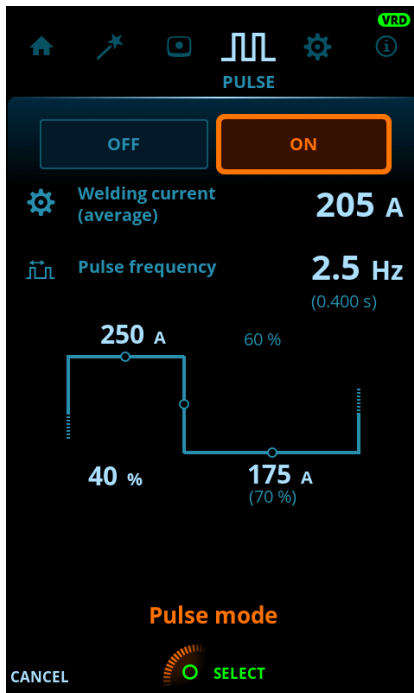 VRD
PULSE
OFF
ON
Welding current
(average)
205 A
Pulse frequency
2.5 Hz
(0.400 s)
250 A
60 %
40 %
175 A
(70 %)
Pulse mode
CANCEL
SELECT